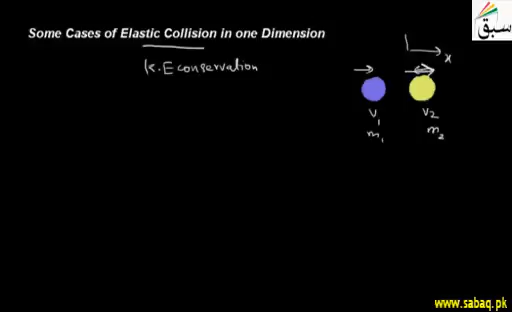 سبق
Some Cases of Elastic Collision in one Dimension
K.E conservation
x
v1 v2
m1 m2
www.sabaq.pk